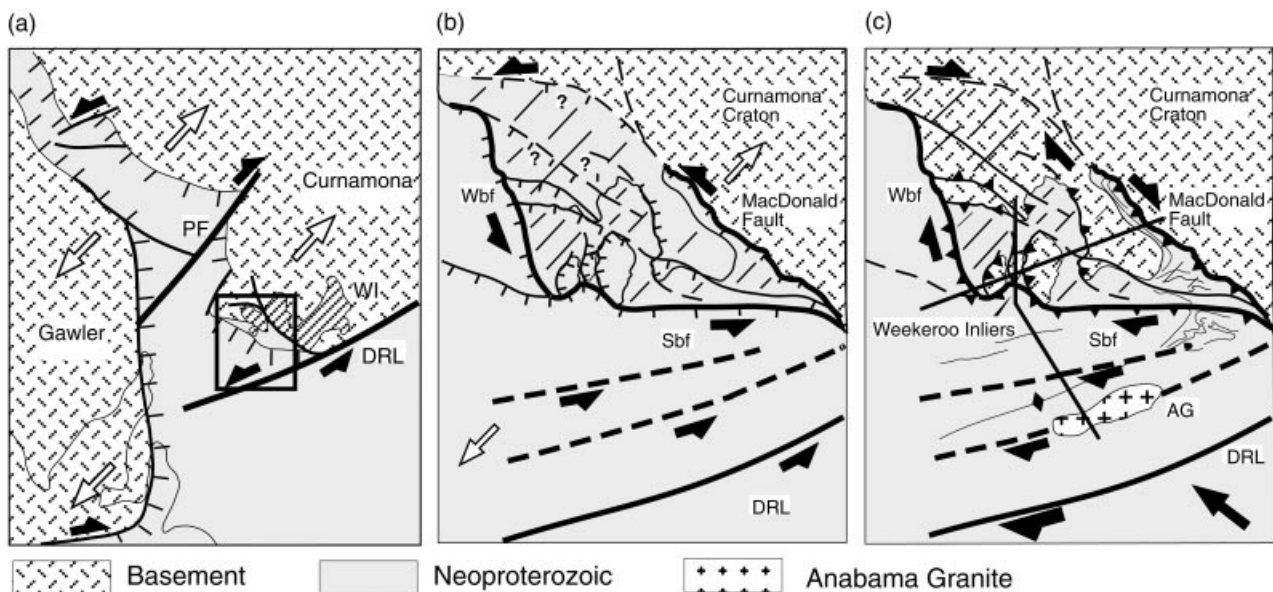 (a)
PF
Curnamona
WI
Gawler
DRL
(b)
Curnamona
Craton
?
?
Wbf
MacDonald
Fault
Sbf
DRL
(c)
Curnamona
Craton
Wbf
MacDonald
Fault
Weekeroo Inliers
Sbf
AG
DRL
Basement
Neoproterozoic
Anabama Granite